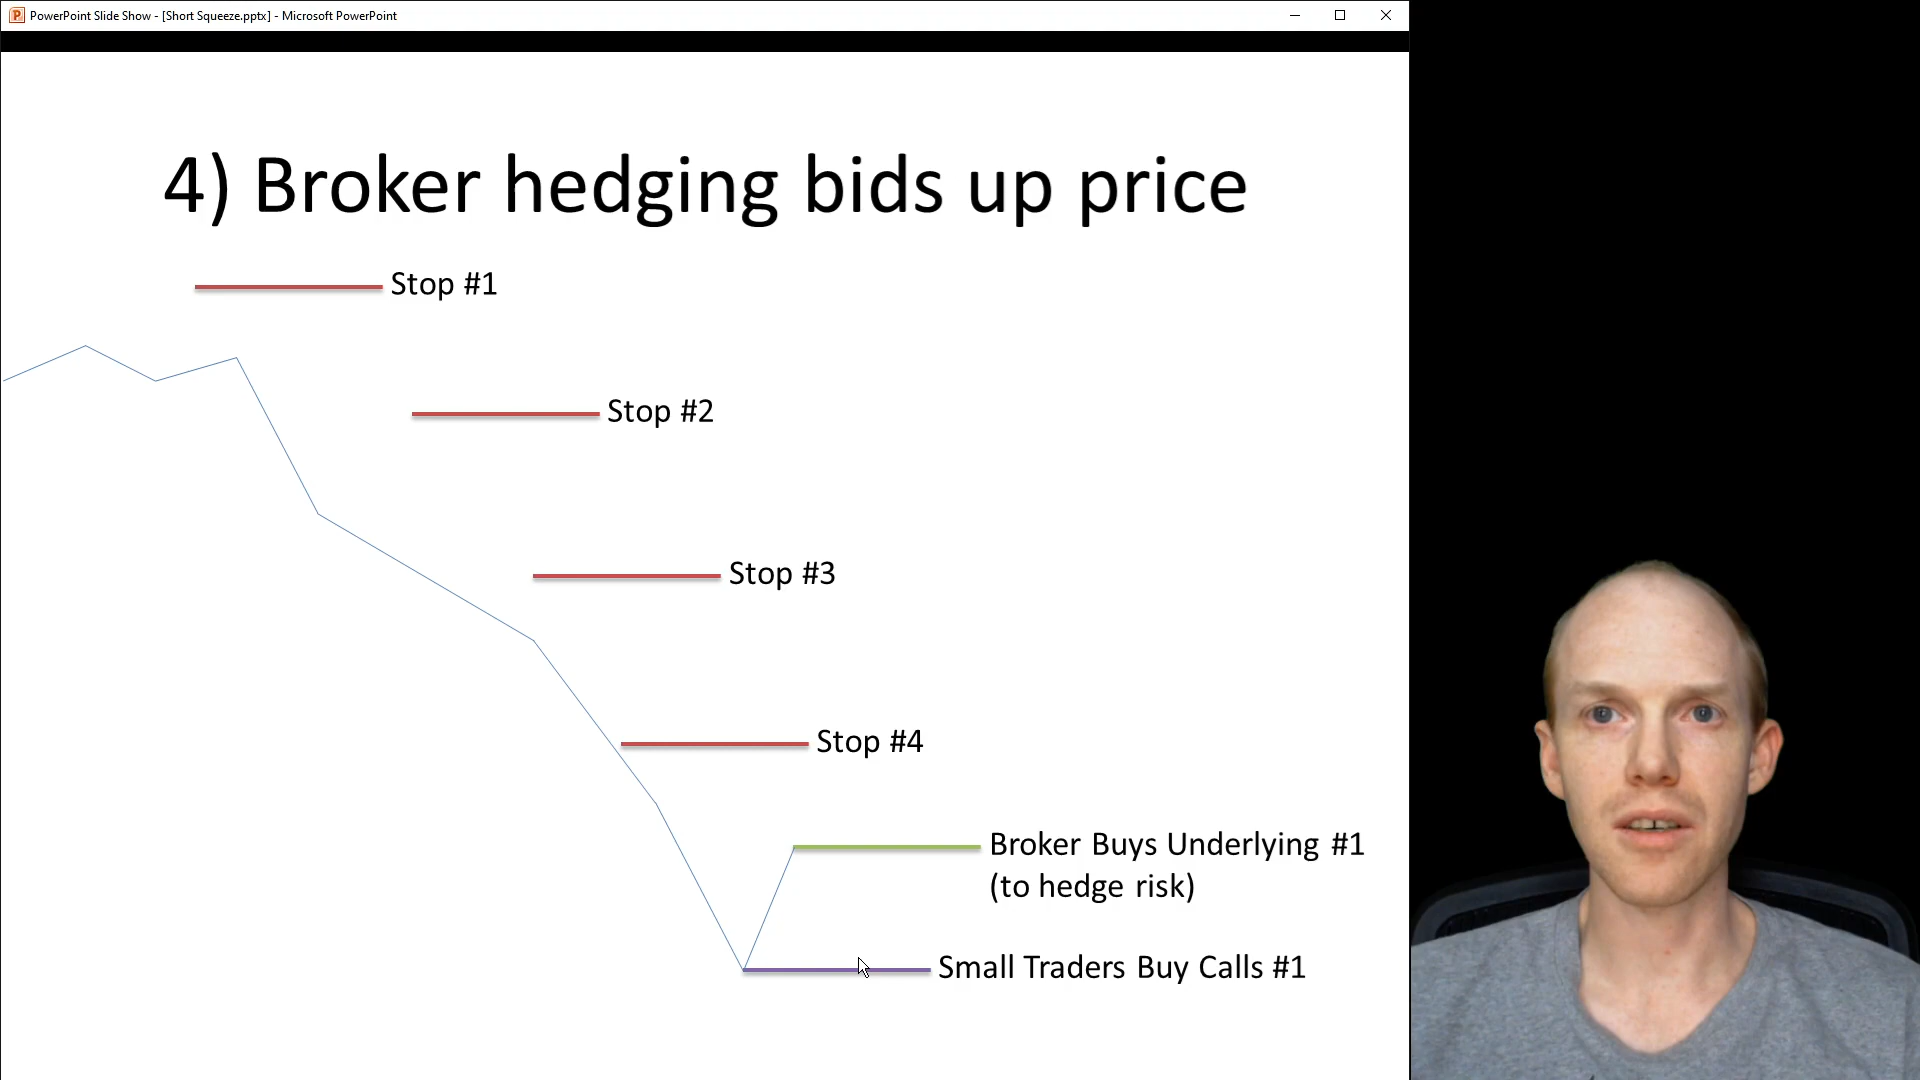 PowerPoint Slide Show - [Short Squeeze.pptx] - Microsoft PowerPoint
4) Broker hedging bids up price
Stop #1
Stop #2
Stop #3
Stop #4
Broker Buys Underlying #1
(to hedge risk)
Small Traders Buy Calls #1